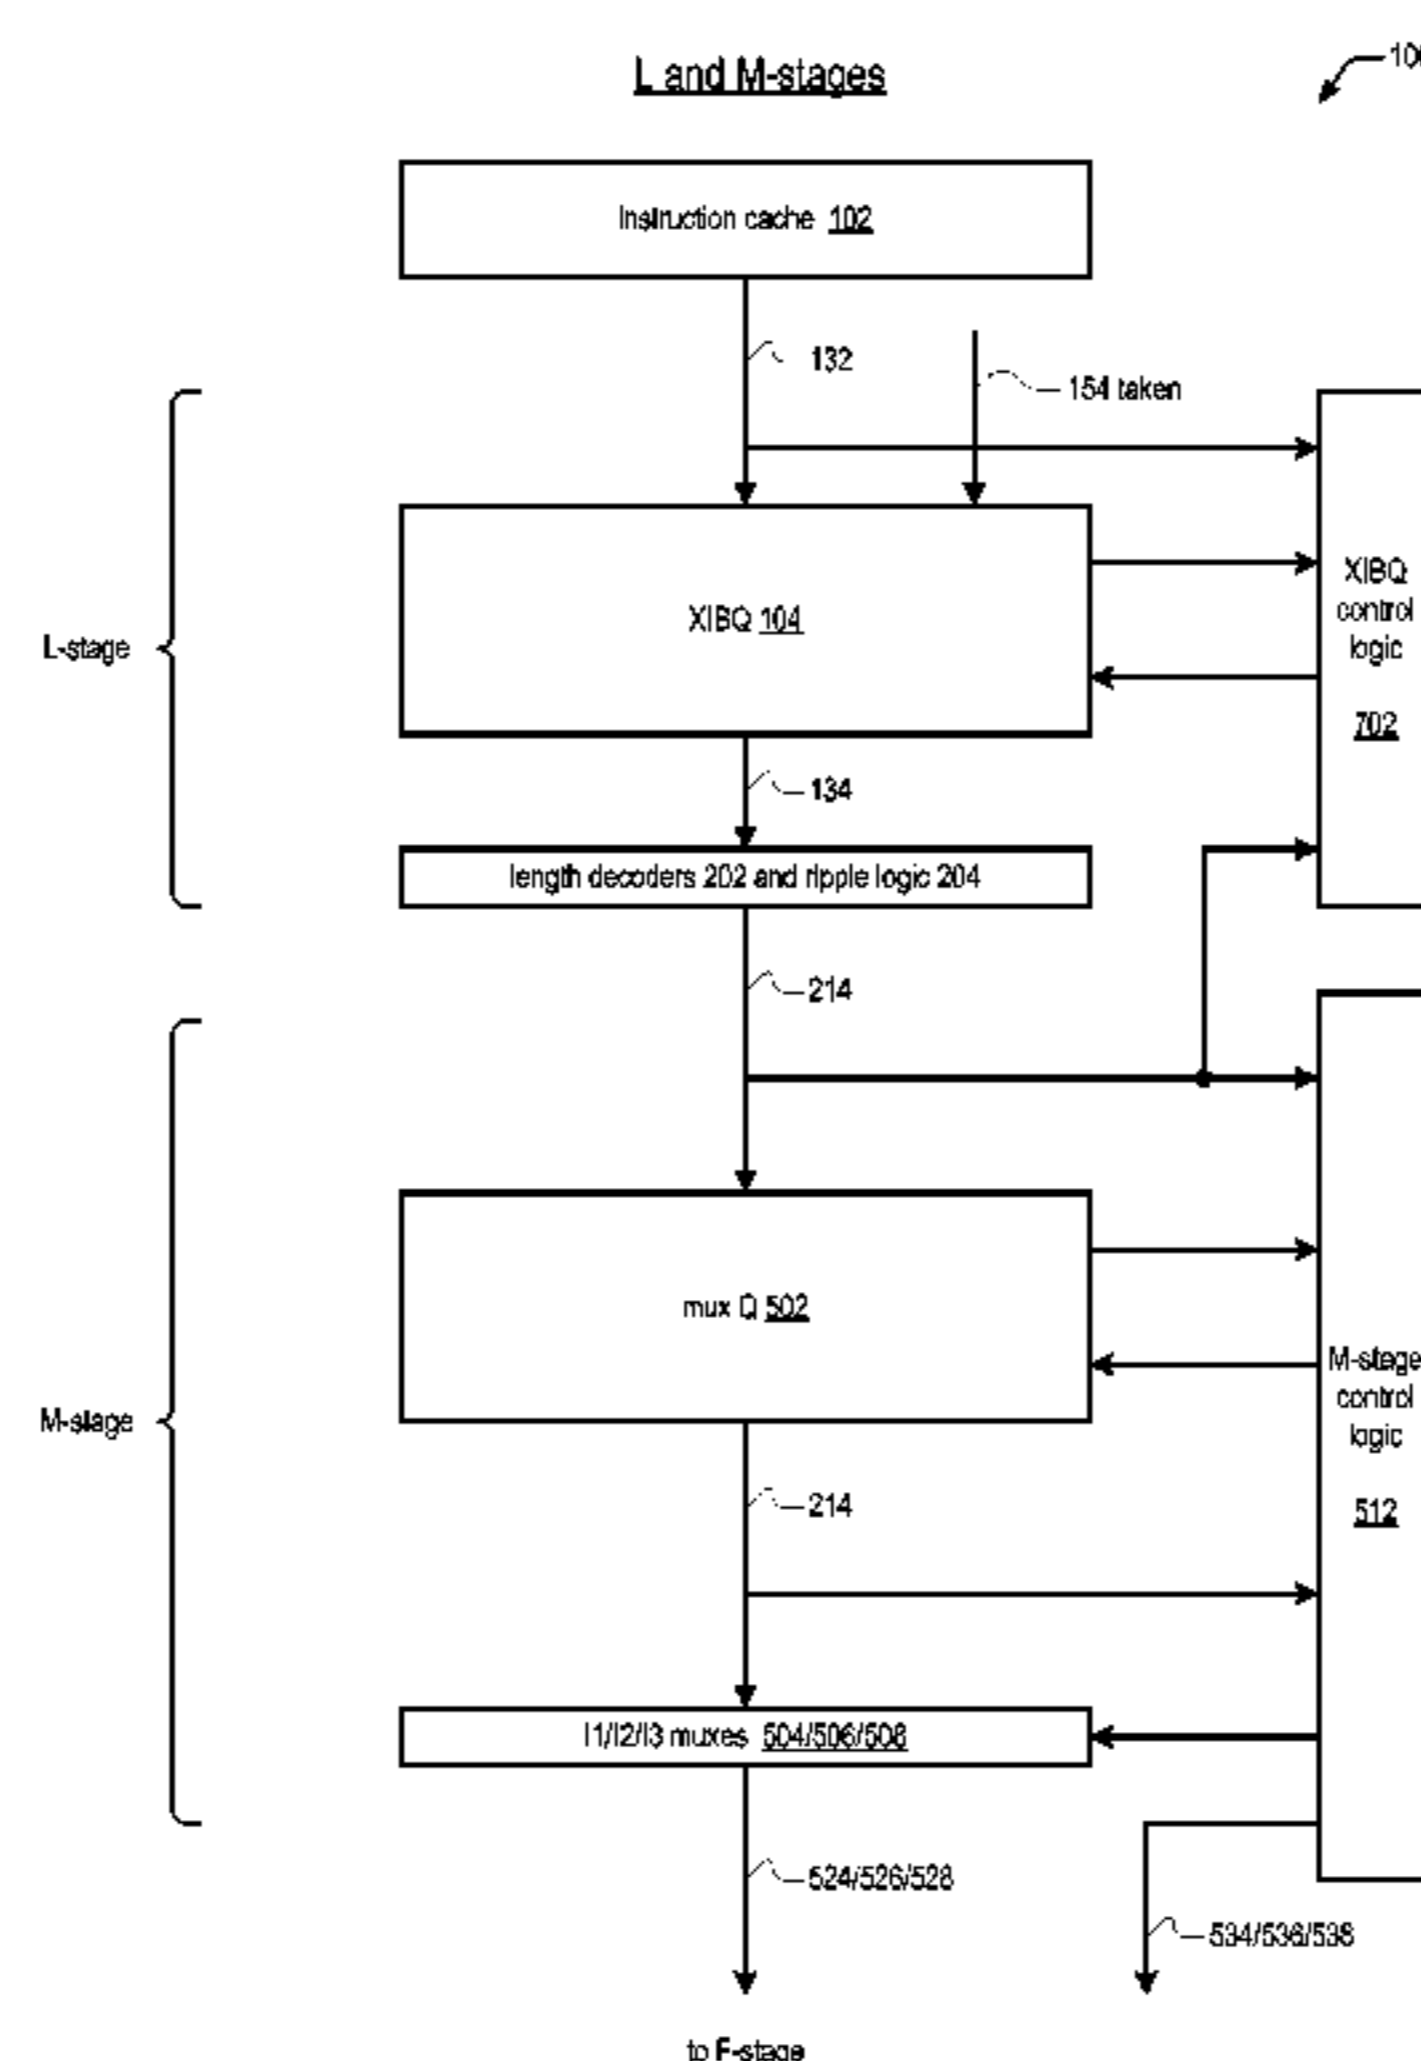 L and M-stages
Instruction cache 102
132
154 taken
XIBQ 104
XIBQ
control
logic
702
L-stage
134
length decoders 202 and ripple logic 204
214
mux Q 502
M-stage
control
logic
512
M-stage
214
I1/I2/I3 muxes 504/506/508
524/526/528
534/536/538
to F-stage